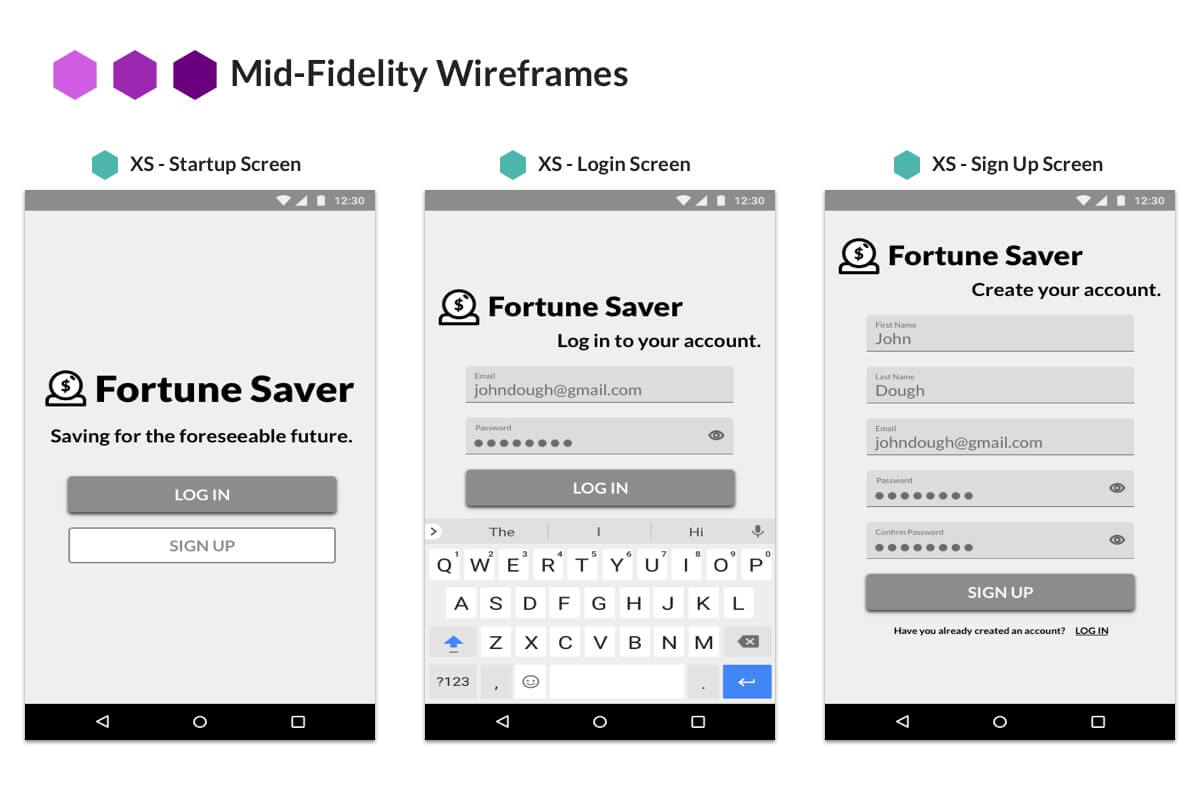 Mid-Fidelity Wireframes
XS - Startup Screen
12:30
$
Fortune Saver
Saving for the foreseeable future.
LOG IN
SIGN UP
XS - Login Screen
12:30
$
Fortune Saver
Log in to your account.
Email
johndough@gmail.com
Password
LOG IN
The I Hi
Q1 W2 E3 R4 T5 Y6 U7 I8 O9 P0
A S D F G H J K L
Z X C V B N M
?123 , .
XS - Sign Up Screen
12:30
$
Fortune Saver
Create your account.
First Name
John
Last Name
Dough
Email
johndough@gmail.com
Password
Confirm Password
SIGN UP
Have you already created an account? LOG IN